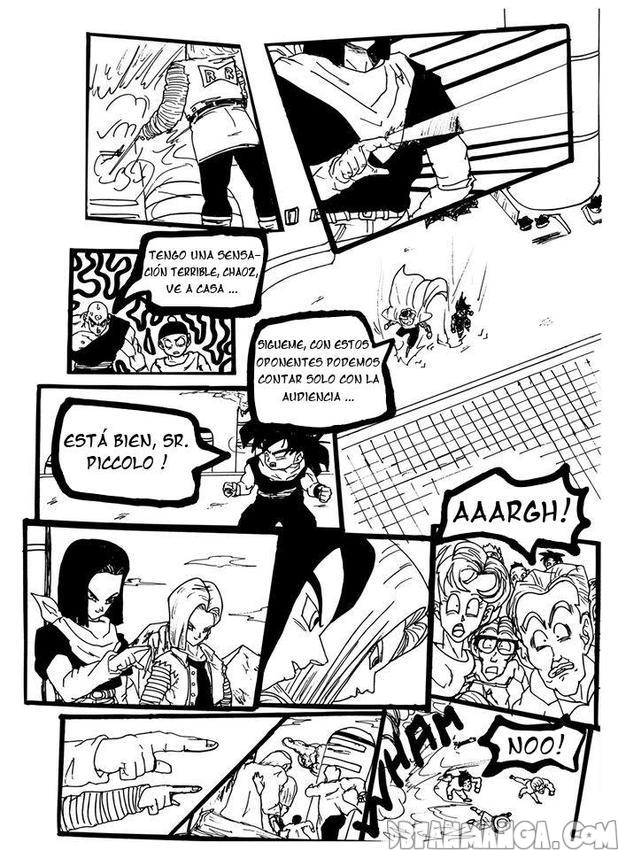 R R
TENGO UNA SENSA-
CIÓN TERRIBLE, CHAOZ,
VE A CASA ...
SIGUEME, CON ESTOS
OPONENTES PODEMOS
CONTAR SOLO CON LA
AUDIENCIA ...
ESTÁ BIEN, SR.
PICCOLO !
AAARGH!
NOO!
WHAM
DBFANMANGA.COM